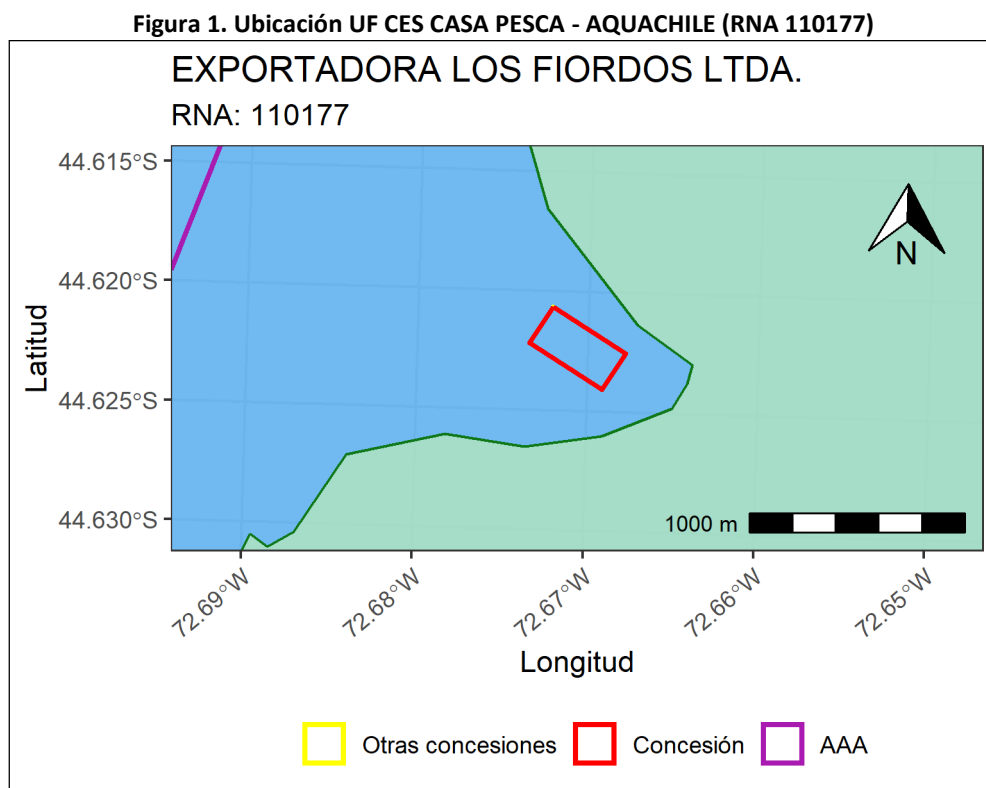 Figura 1. Ubicación UF CES CASA PESCA - AQUACHILE (RNA 110177)
EXPORTADORA LOS FIORDOS LTDA.
RNA: 110177
44.615°S
44.620°S
44.625°S
44.630°S
Latitud
N
1000 m
72.69°W
72.68°W
72.67°W
72.66°W
72.65°W
Longitud
Otras concesiones
Concesión
AAA